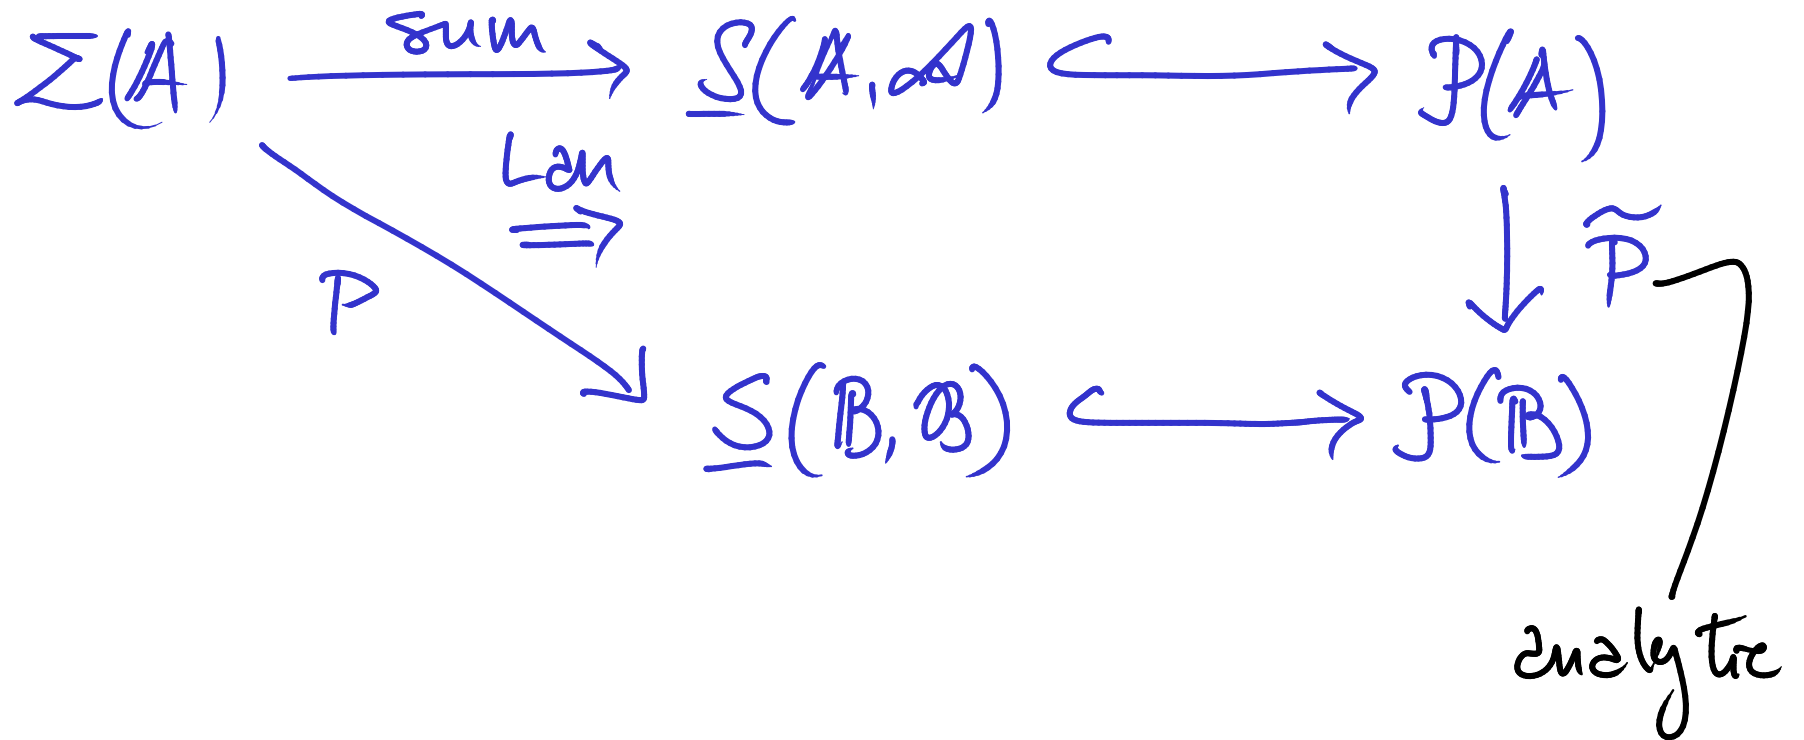 Σ(𝔸) sum S(𝔸, 𝒜) P(𝔸)
Lan
P P̃
S(𝔹, ℬ) P(𝔹)
analytic